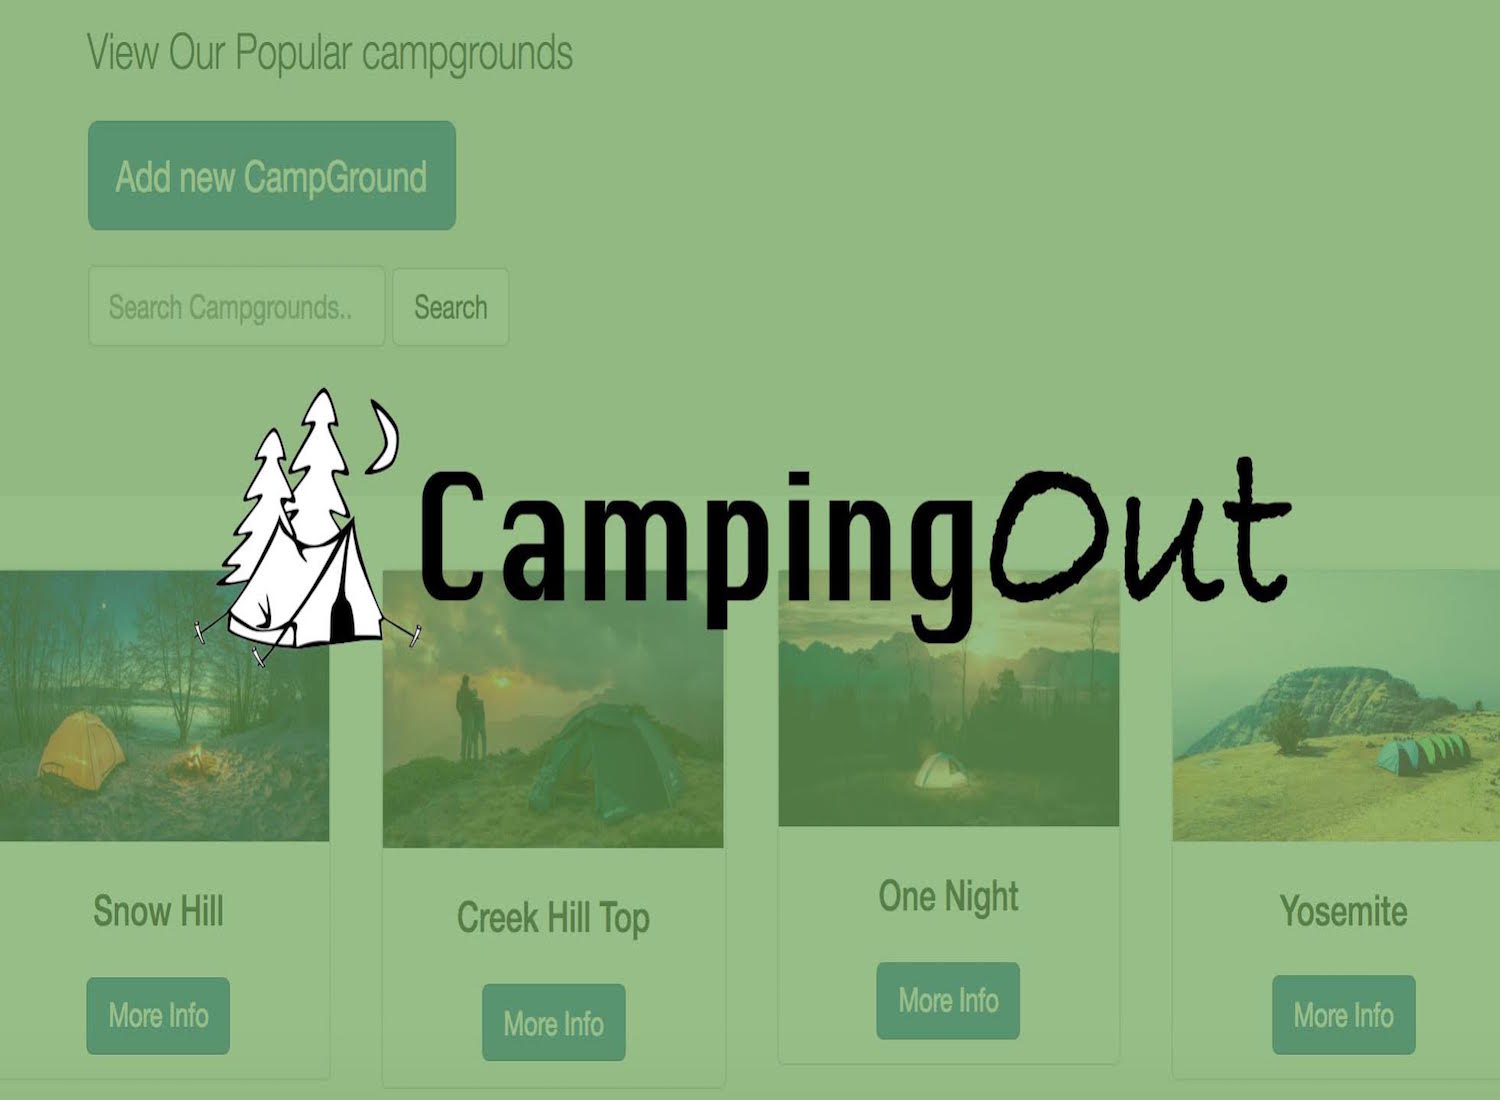 View Our Popular campgrounds
Add new CampGround
Search Campgrounds..
Search
CampingOut
Snow Hill
Creek Hill Top
One Night
Yosemite
More Info
More Info
More Info
More Info